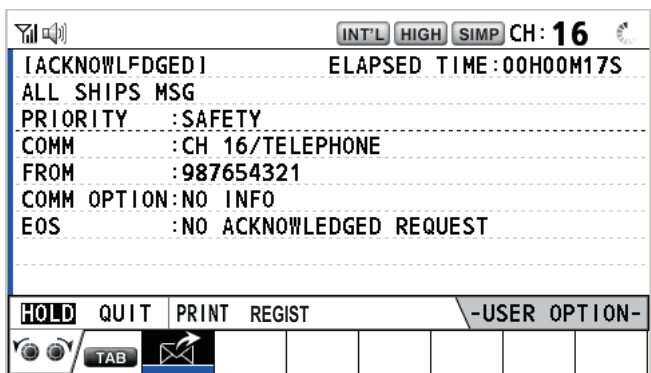 INT'L HIGH SIMP CH:16
[ACKNOWLEDGED] ELAPSED TIME:00H00M17S
ALL SHIPS MSG
PRIORITY :SAFETY
COMM :CH 16/TELEPHONE
FROM :987654321
COMM OPTION:NO INFO
EOS :NO ACKNOWLEDGED REQUEST
HOLD QUIT PRINT REGIST -USER OPTION-
TAB